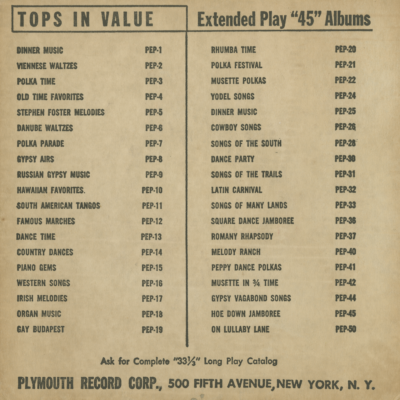 TOPS IN VALUE
Extended Play "45" Albums
DINNER MUSIC PEP-1
VIENNESE WALTZES PEP-2
POLKA TIME PEP-3
OLD TIME FAVORITES PEP-4
STEPHEN FOSTER MELODIES PEP-5
DANUBE WALTZES PEP-6
POLKA PARADE PEP-7
GYPSY AIRS PEP-8
RUSSIAN GYPSY MUSIC PEP-9
HAWAIIAN FAVORITES. PEP-10
SOUTH AMERICAN TANGOS PEP-11
FAMOUS MARCHES PEP-12
DANCE TIME PEP-13
COUNTRY DANCES PEP-14
PIANO GEMS PEP-15
WESTERN SONGS PEP-16
IRISH MELODIES PEP-17
ORGAN MUSIC PEP-18
GAY BUDAPEST PEP-19
RHUMBA TIME PEP-20
POLKA FESTIVAL PEP-21
MUSETTE POLKAS PEP-22
YODEL SONGS PEP-24
DINNER MUSIC PEP-25
COWBOY SONGS PEP-26
SONGS OF THE SOUTH PEP-28
DANCE PARTY PEP-30
SONGS OF THE TRAILS PEP-31
LATIN CARNIVAL PEP-32
SONGS OF MANY LANDS PEP-33
SQUARE DANCE JAMBOREE PEP-36
ROMANY RHAPSODY PEP-37
MELODY RANCH PEP-40
PEPPY DANCE POLKAS PEP-41
MUSETTE IN ¾ TIME PEP-42
GYPSY VAGABOND SONGS PEP-44
HOE DOWN JAMBOREE PEP-45
ON LULLABY LANE PEP-50
Ask for Complete "33⅓" Long Play Catalog
PLYMOUTH RECORD CORP., 500 FIFTH AVENUE, NEW YORK, N. Y.